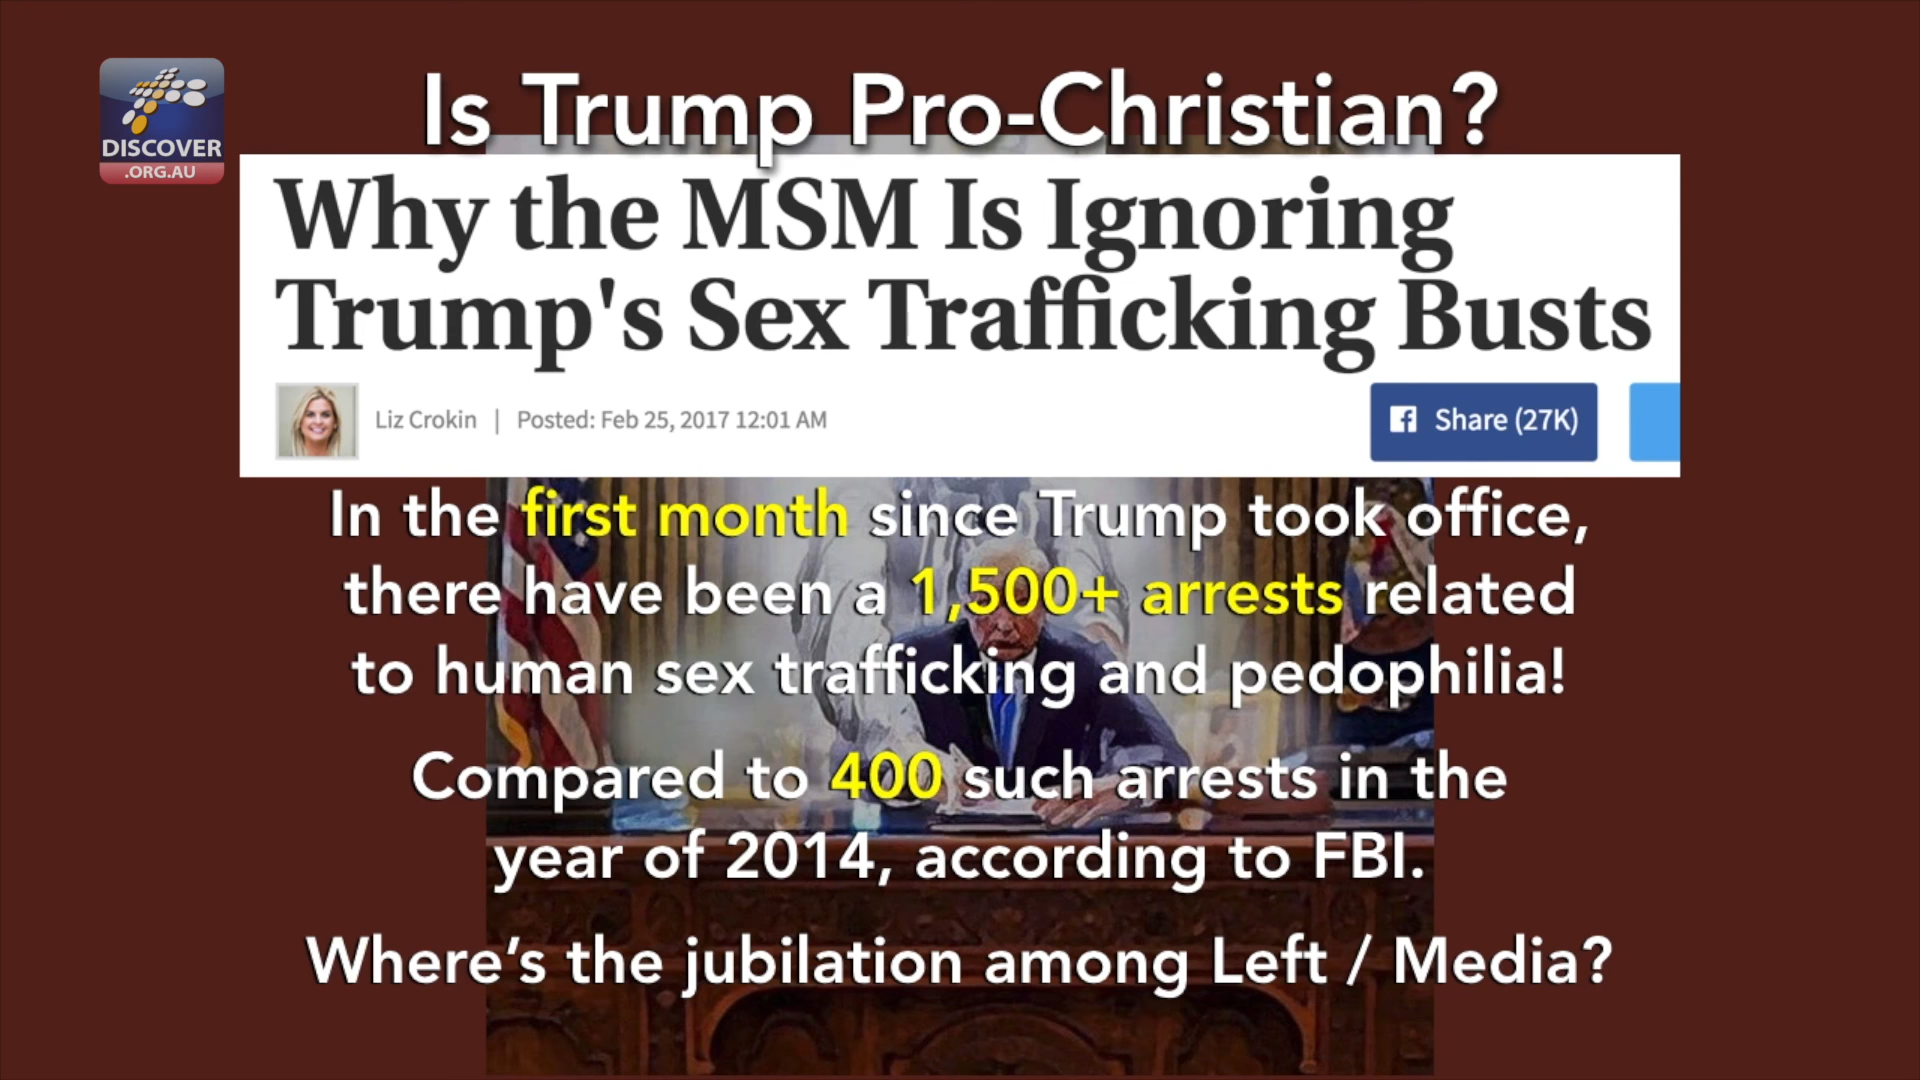 DISCOVER
.ORG.AU
Is Trump Pro-Christian?
Why the MSM Is Ignoring
Trump's Sex Trafficking Busts
Liz Crokin | Posted: Feb 25, 2017 12:01 AM
Share (27K)
In the first month since Trump took office,
there have been a 1,500+ arrests related
to human sex trafficking and pedophilia!
Compared to 400 such arrests in the
year of 2014, according to FBI.
Where’s the jubilation among Left / Media?